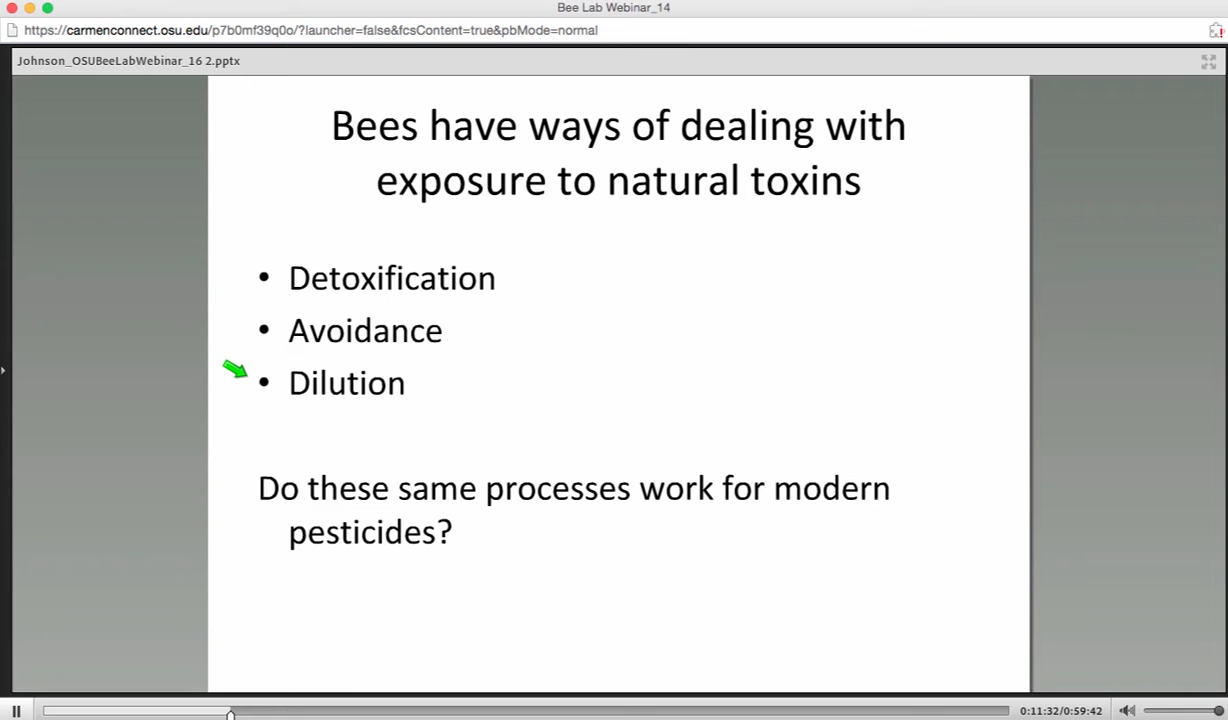 Bee Lab Webinar_14
https://carmenconnect.osu.edu/p7b0mf39q0o/?launcher=false&fcsContent=true&pbMode=normal
Johnson_OSUBeeLabWebinar_16 2.pptx
Bees have ways of dealing with
exposure to natural toxins
• Detoxification
• Avoidance
• Dilution
Do these same processes work for modern
pesticides?
0:11:32/0:59:42